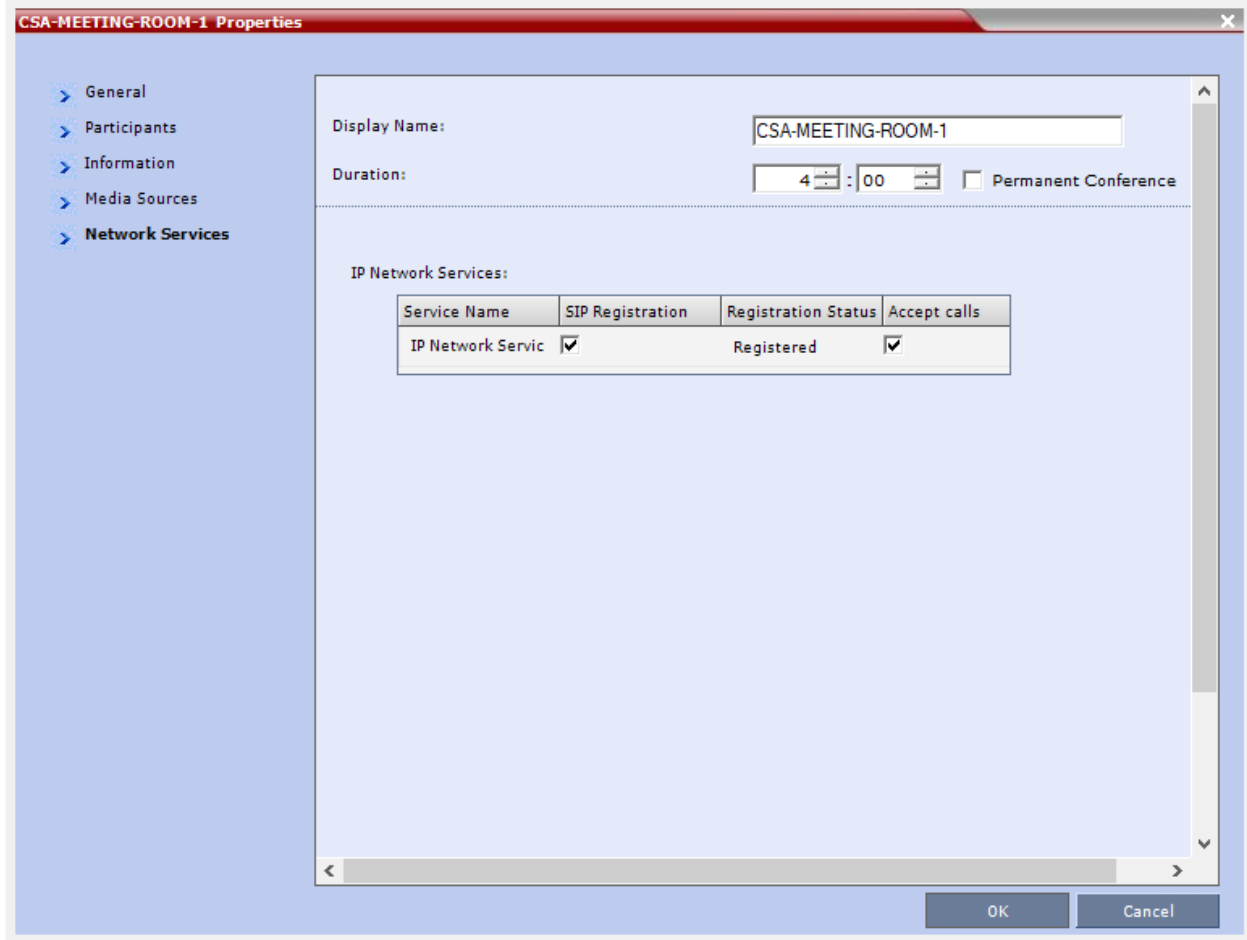 CSA-MEETING-ROOM-1 Properties
General
Participants
Information
Media Sources
Network Services
Display Name: CSA-MEETING-ROOM-1
Duration: 4 : 00 Permanent Conference
IP Network Services:
Service Name SIP Registration Registration Status Accept calls
IP Network Servic Registered
OK Cancel